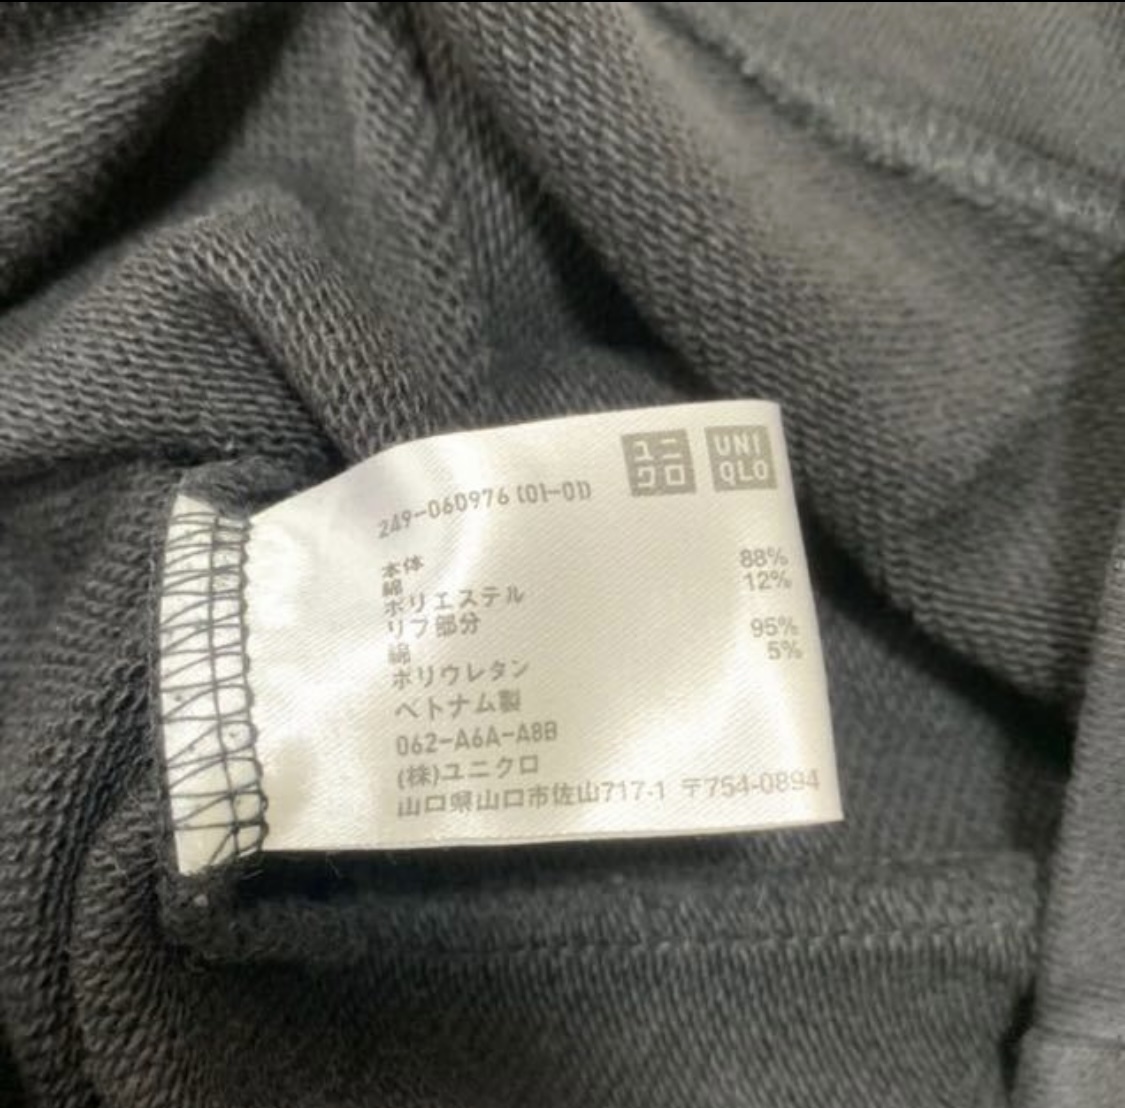 ユニクロ
UNIQLO
249-060976 (01-01)
本体
綿 88%
ポリエステル 12%
リブ部分
綿 95%
ポリウレタン 5%
ベトナム製
062-A6A-A8B
(株)ユニクロ
山口県山口市佐山717-1 〒754-0894